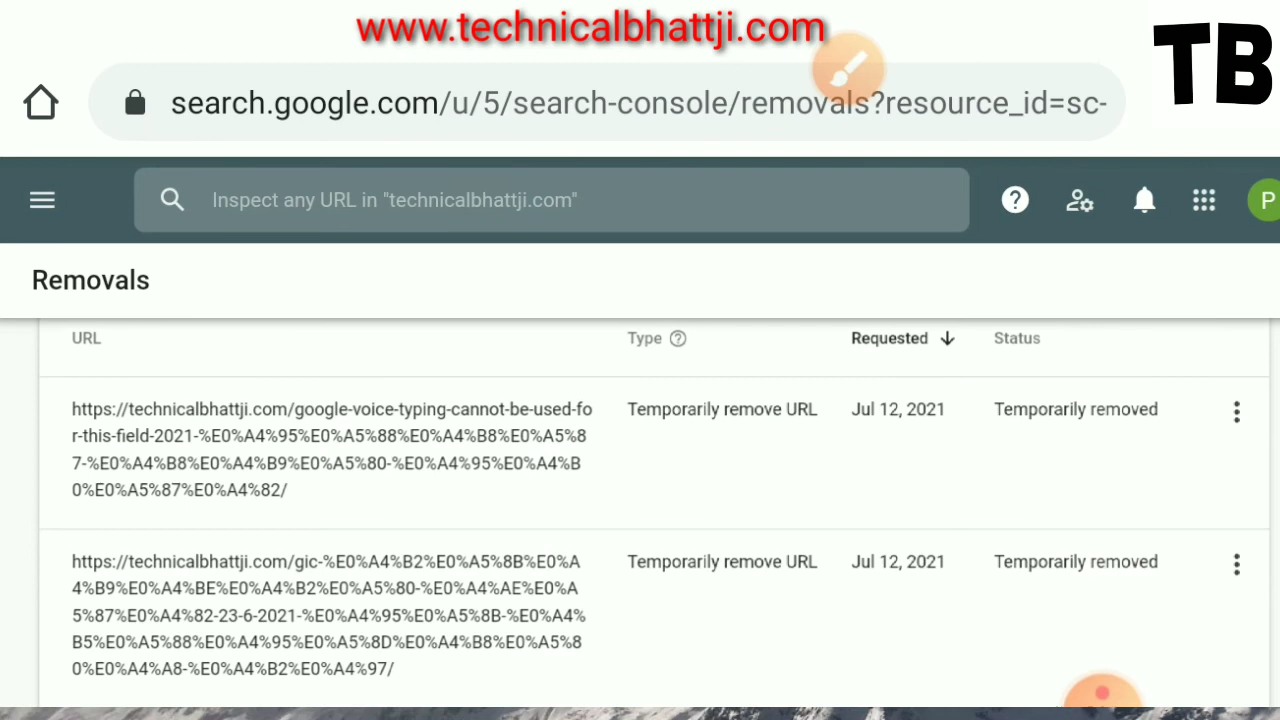 www.technicalbhattji.com
TB
search.google.com/u/5/search-console/removals?resource_id=sc-
Inspect any URL in "technicalbhattji.com"
P
Removals
URL Type Requested Status
https://technicalbhattji.com/google-voice-typing-cannot-be-used-fo Temporarily remove URL Jul 12, 2021 Temporarily removed
r-this-field-2021-%E0%A4%95%E0%A5%88%E0%A4%B8%E0%A5%8
7-%E0%A4%B8%E0%A4%B9%E0%A5%80-%E0%A4%95%E0%A4%B
0%E0%A5%87%E0%A4%82/
https://technicalbhattji.com/gic-%E0%A4%B2%E0%A5%8B%E0%A Temporarily remove URL Jul 12, 2021 Temporarily removed
4%B9%E0%A4%BE%E0%A4%B2%E0%A5%80-%E0%A4%AE%E0%A
5%87%E0%A4%82-23-6-2021-%E0%A4%95%E0%A5%8B-%E0%A4%
B5%E0%A5%88%E0%A4%95%E0%A5%8D%E0%A4%B8%E0%A5%8
0%E0%A4%A8-%E0%A4%B2%E0%A4%97/